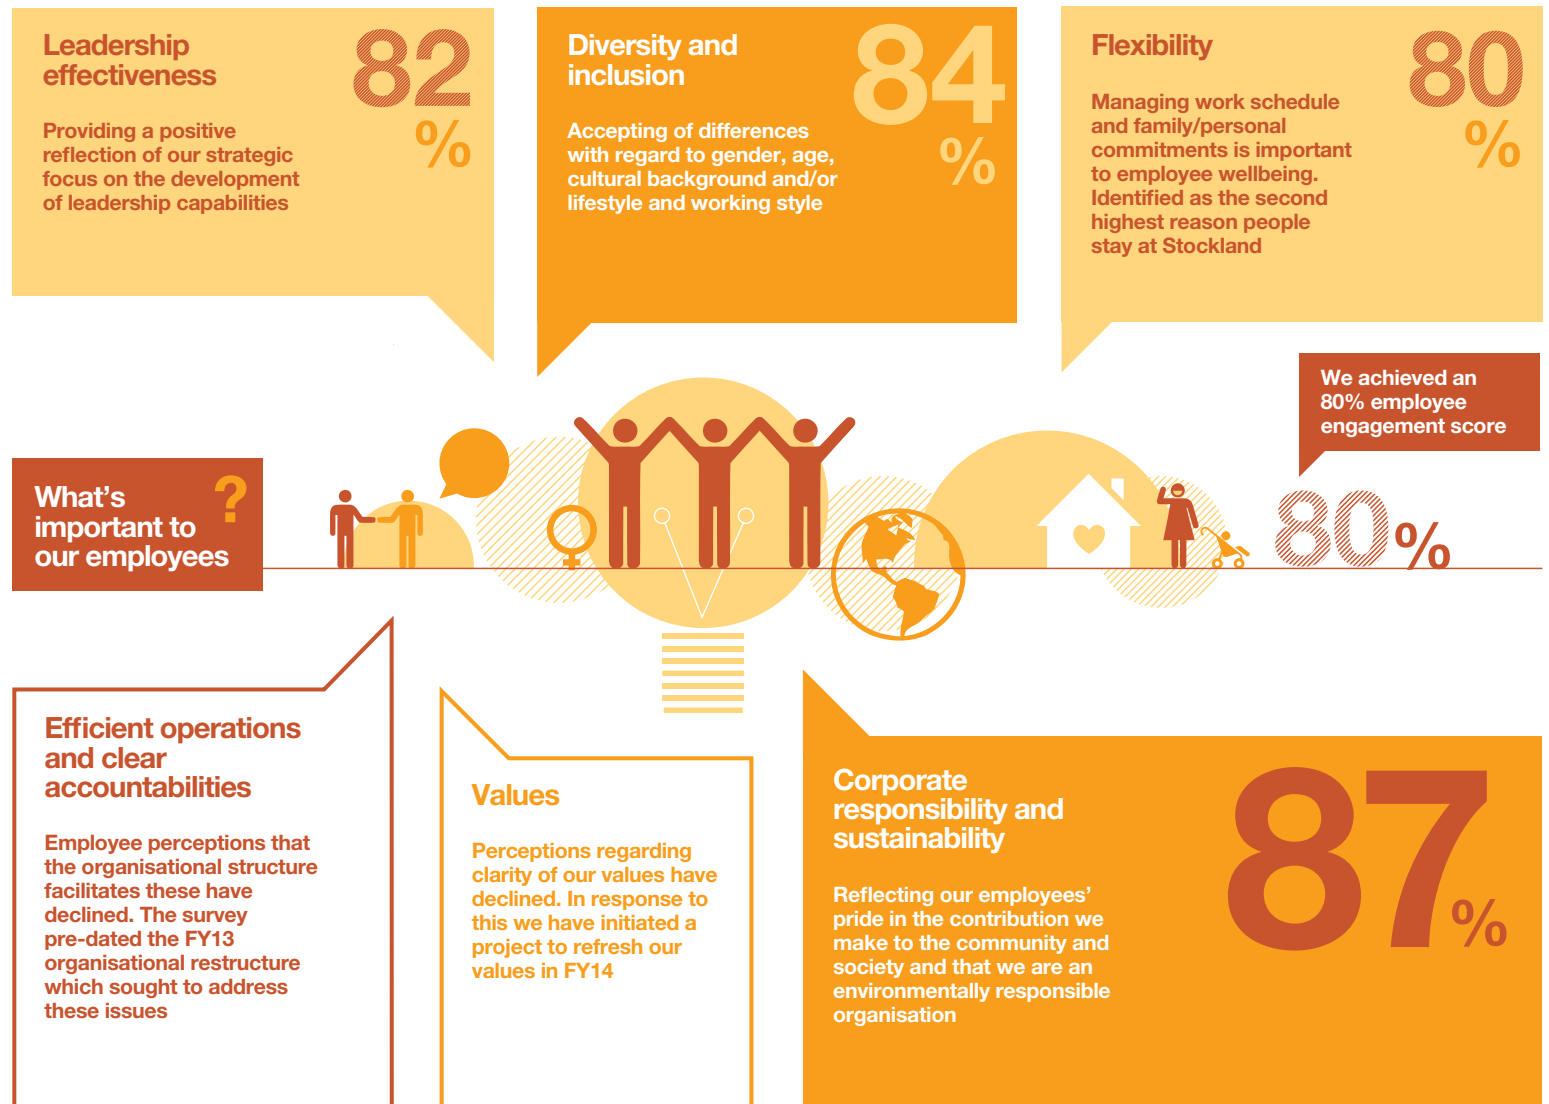 Leadership
effectiveness
82
%
Providing a positive
reflection of our strategic
focus on the development
of leadership capabilities
Diversity and
inclusion
84
%
Accepting of differences
with regard to gender, age,
cultural background and/or
lifestyle and working style
Flexibility
80
%
Managing work schedule
and family/personal
commitments is important
to employee wellbeing.
Identified as the second
highest reason people
stay at Stockland
We achieved an
80% employee
engagement score
What's
important to
our employees
?
80%
Efficient operations
and clear
accountabilities
Employee perceptions that
the organisational structure
facilitates these have
declined. The survey
pre-dated the FY13
organisational restructure
which sought to address
these issues
Values
Perceptions regarding
clarity of our values have
declined. In response to
this we have initiated a
project to refresh our
values in FY14
Corporate
responsibility and
sustainability
87%
Reflecting our employees’
pride in the contribution we
make to the community and
society and that we are an
environmentally responsible
organisation